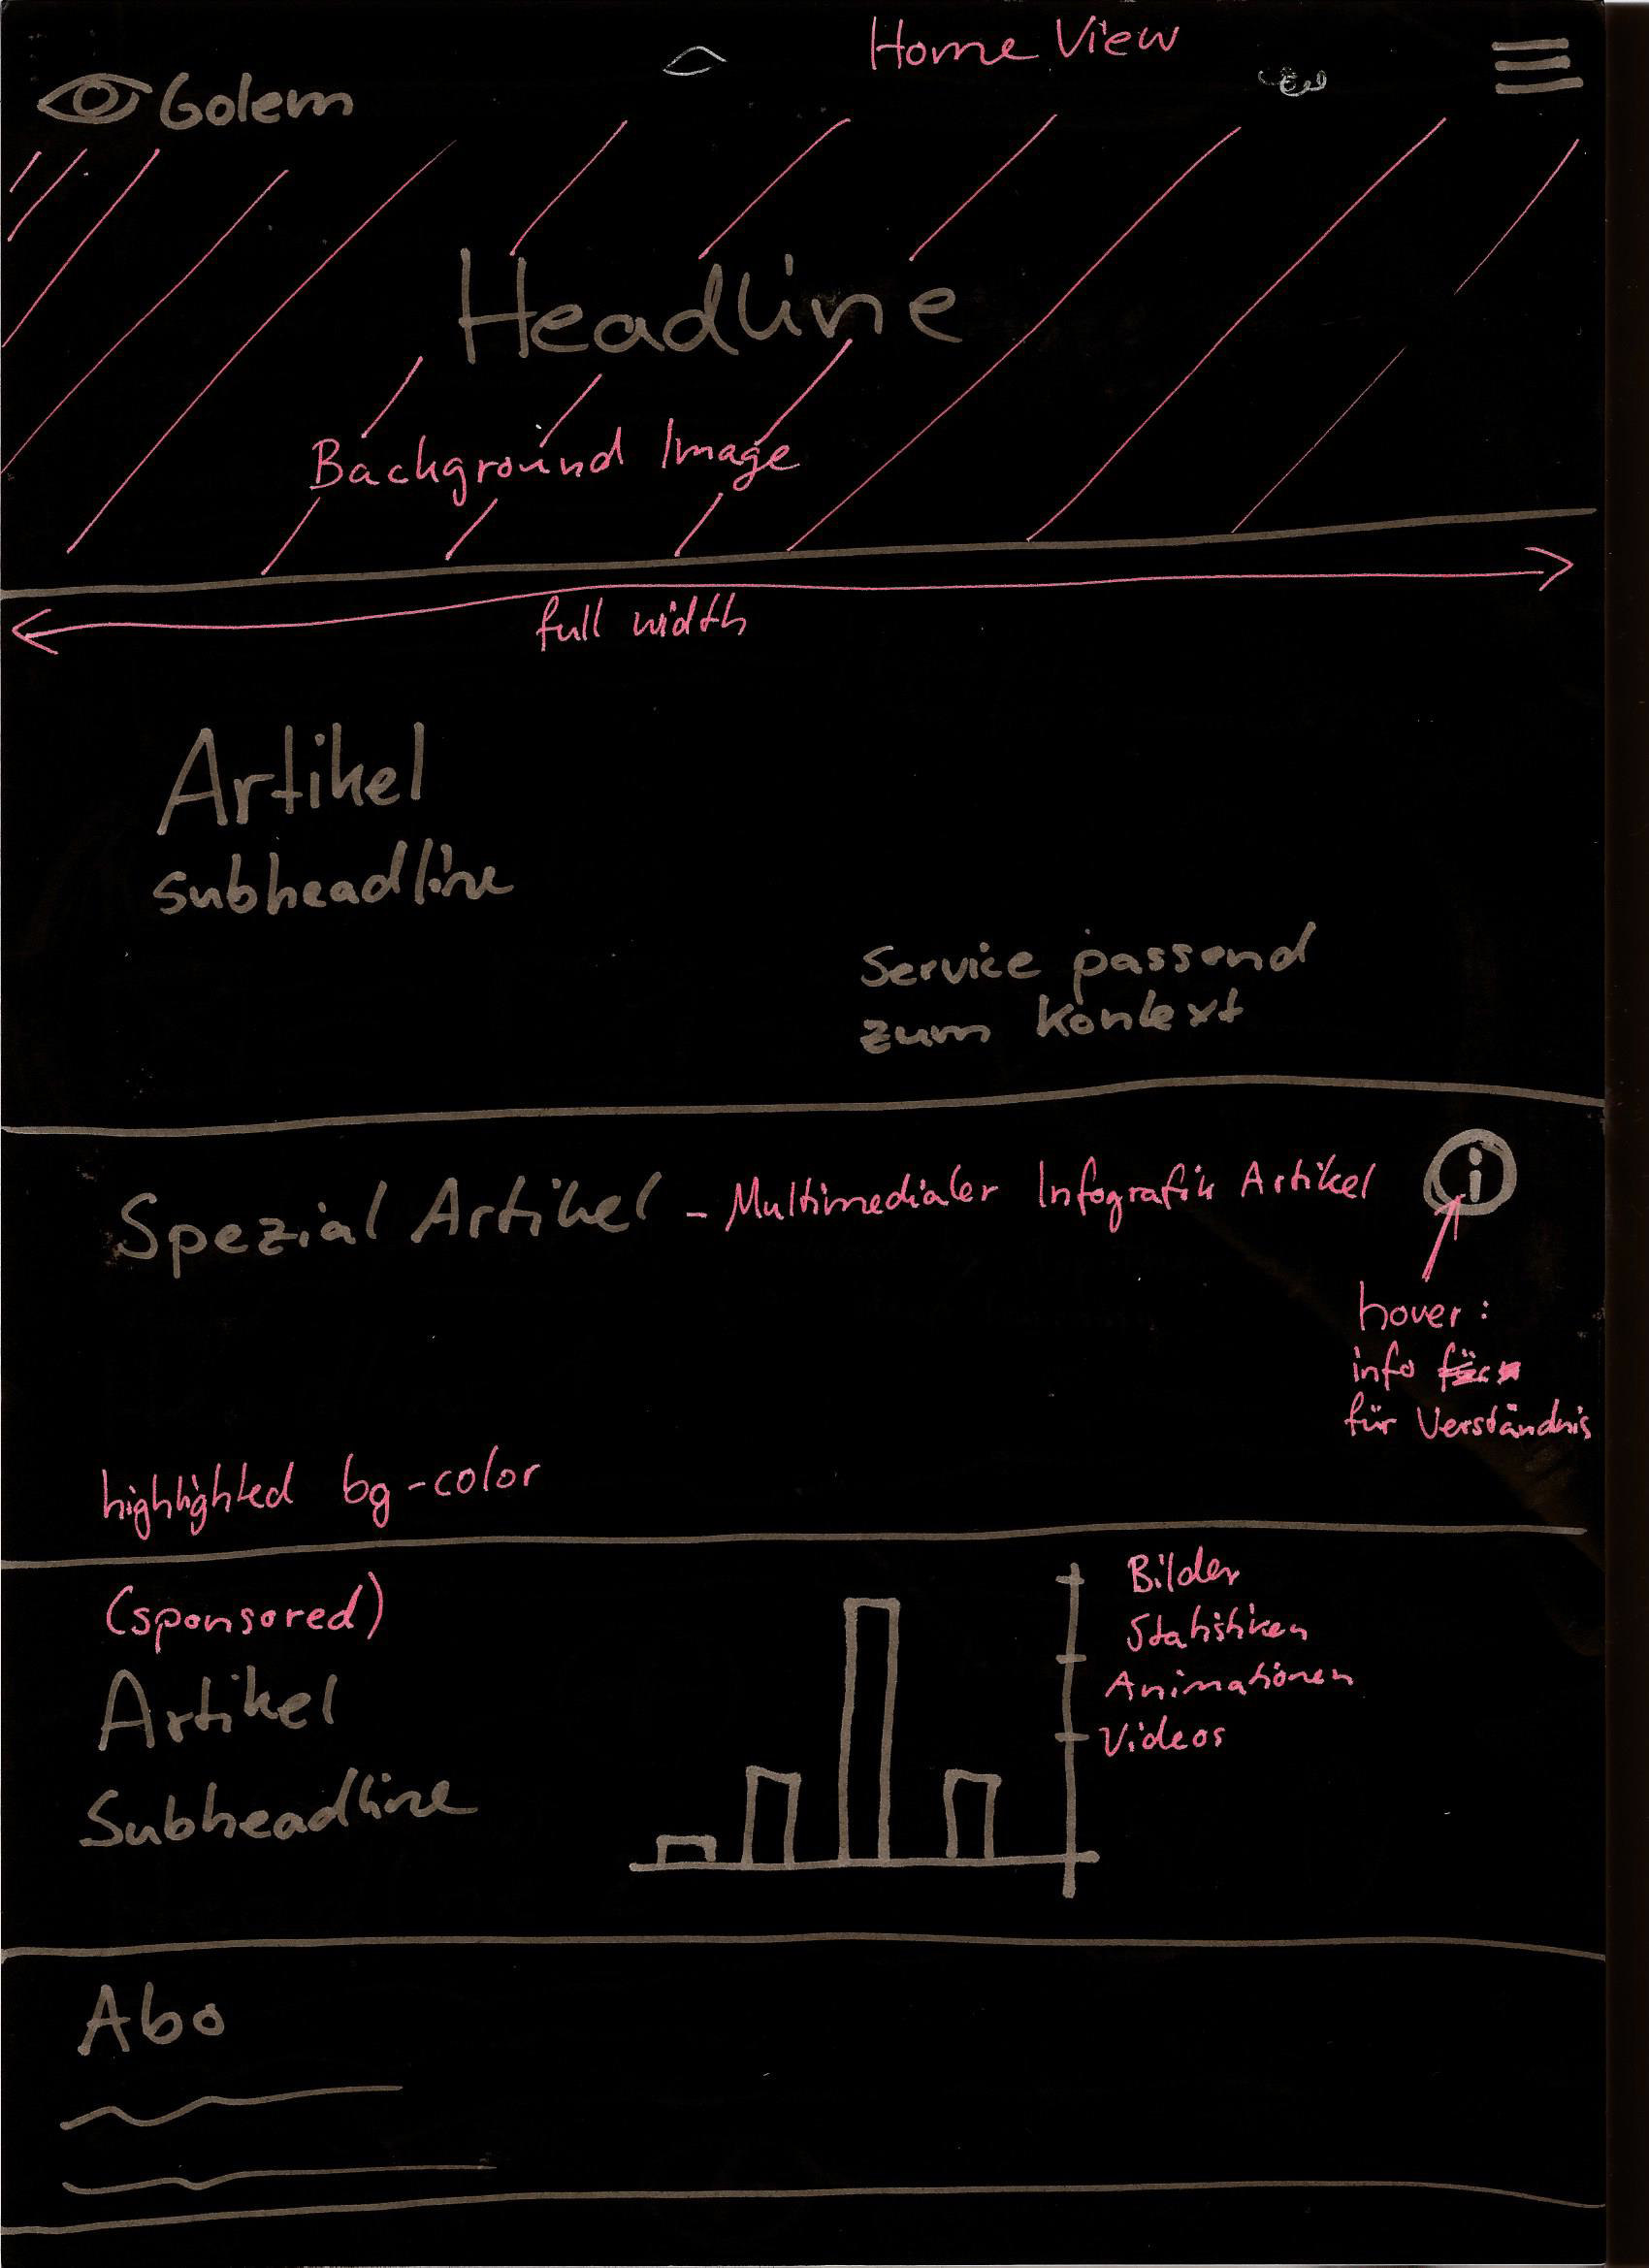 Home View
Golem
Headline
Background Image
full width
Artikel
subheadline
Service passend
zum Kontext
Spezial Artikel - Multimedialer Infografik Artikel
i
hover:
info für
für Verständnis
highlighted bg-color
(sponsored)
Artikel
Subheadline
Bilder
Statistiken
Animationen
Videos
Abo